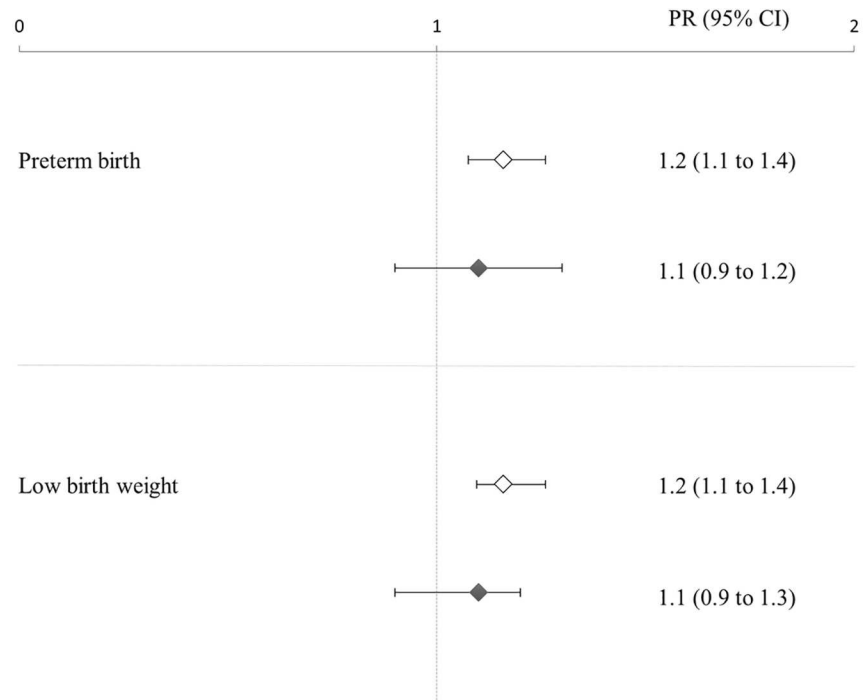 0 1 PR (95% CI) 2
Preterm birth 1.2 (1.1 to 1.4)
1.1 (0.9 to 1.2)
Low birth weight 1.2 (1.1 to 1.4)
1.1 (0.9 to 1.3)